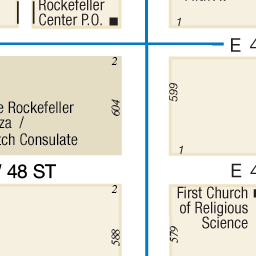 Rockefeller
Center P.O.
1
E 4
2
599
604
e Rockefeller
za /
tch Consulate
1
48 ST
E 4
2
First Church
of Religious
Science
588
579